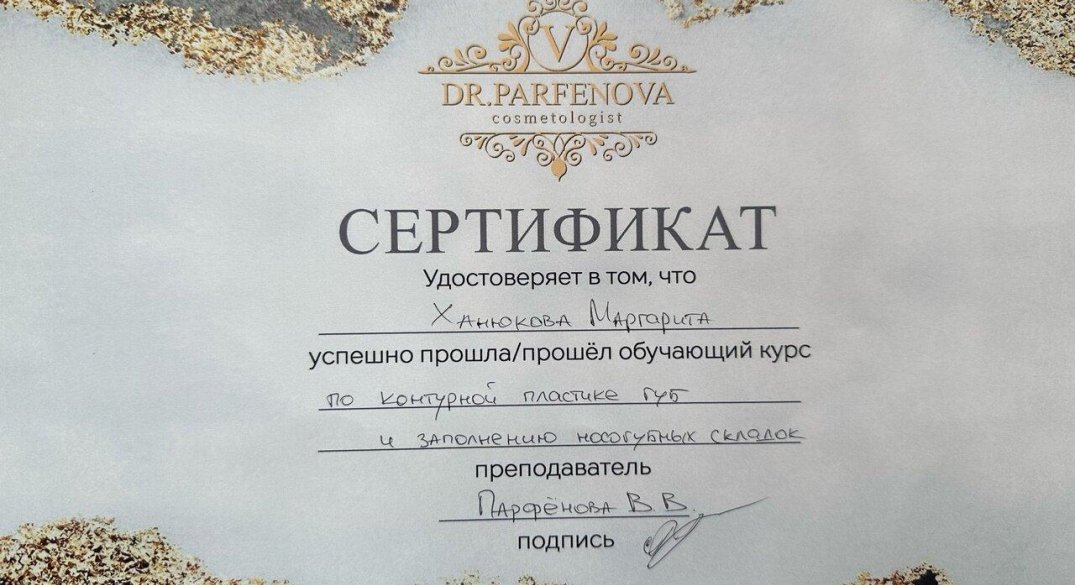 V
DR.PARFENOVA
cosmetologist
СЕРТИФИКАТ
Удостоверяет в том, что
Ханюкова Маргарита
успешно прошла/прошёл обучающий курс
по контурной пластике губ
и заполнению носогубных складок
преподаватель
Парфёнова В.В.
подпись